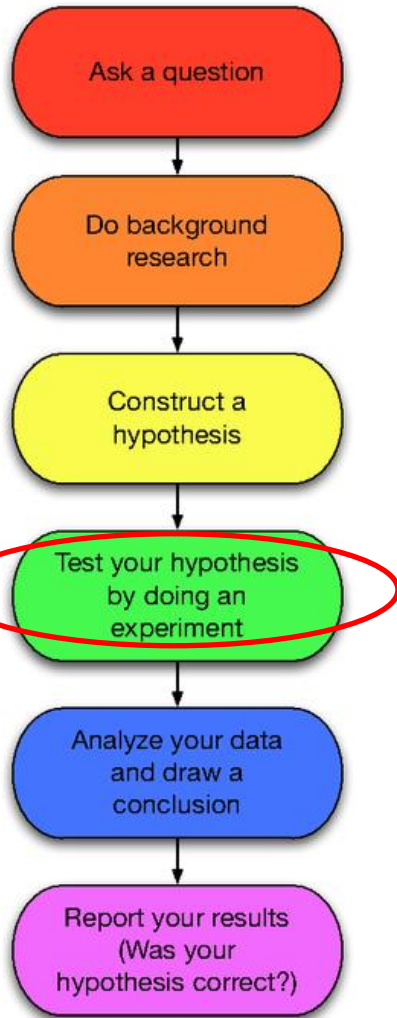 Ask a question
Do background
research
Construct a
hypothesis
Test your hypothesis
by doing an
experiment
Analyze your data
and draw a
conclusion
Report your results
(Was your
hypothesis correct?)